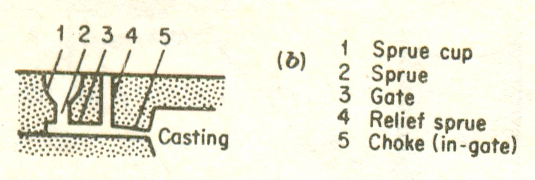 1 2 3 4 5
Casting
(b)
1 Sprue cup
2 Sprue
3 Gate
4 Relief sprue
5 Choke (in-gate)